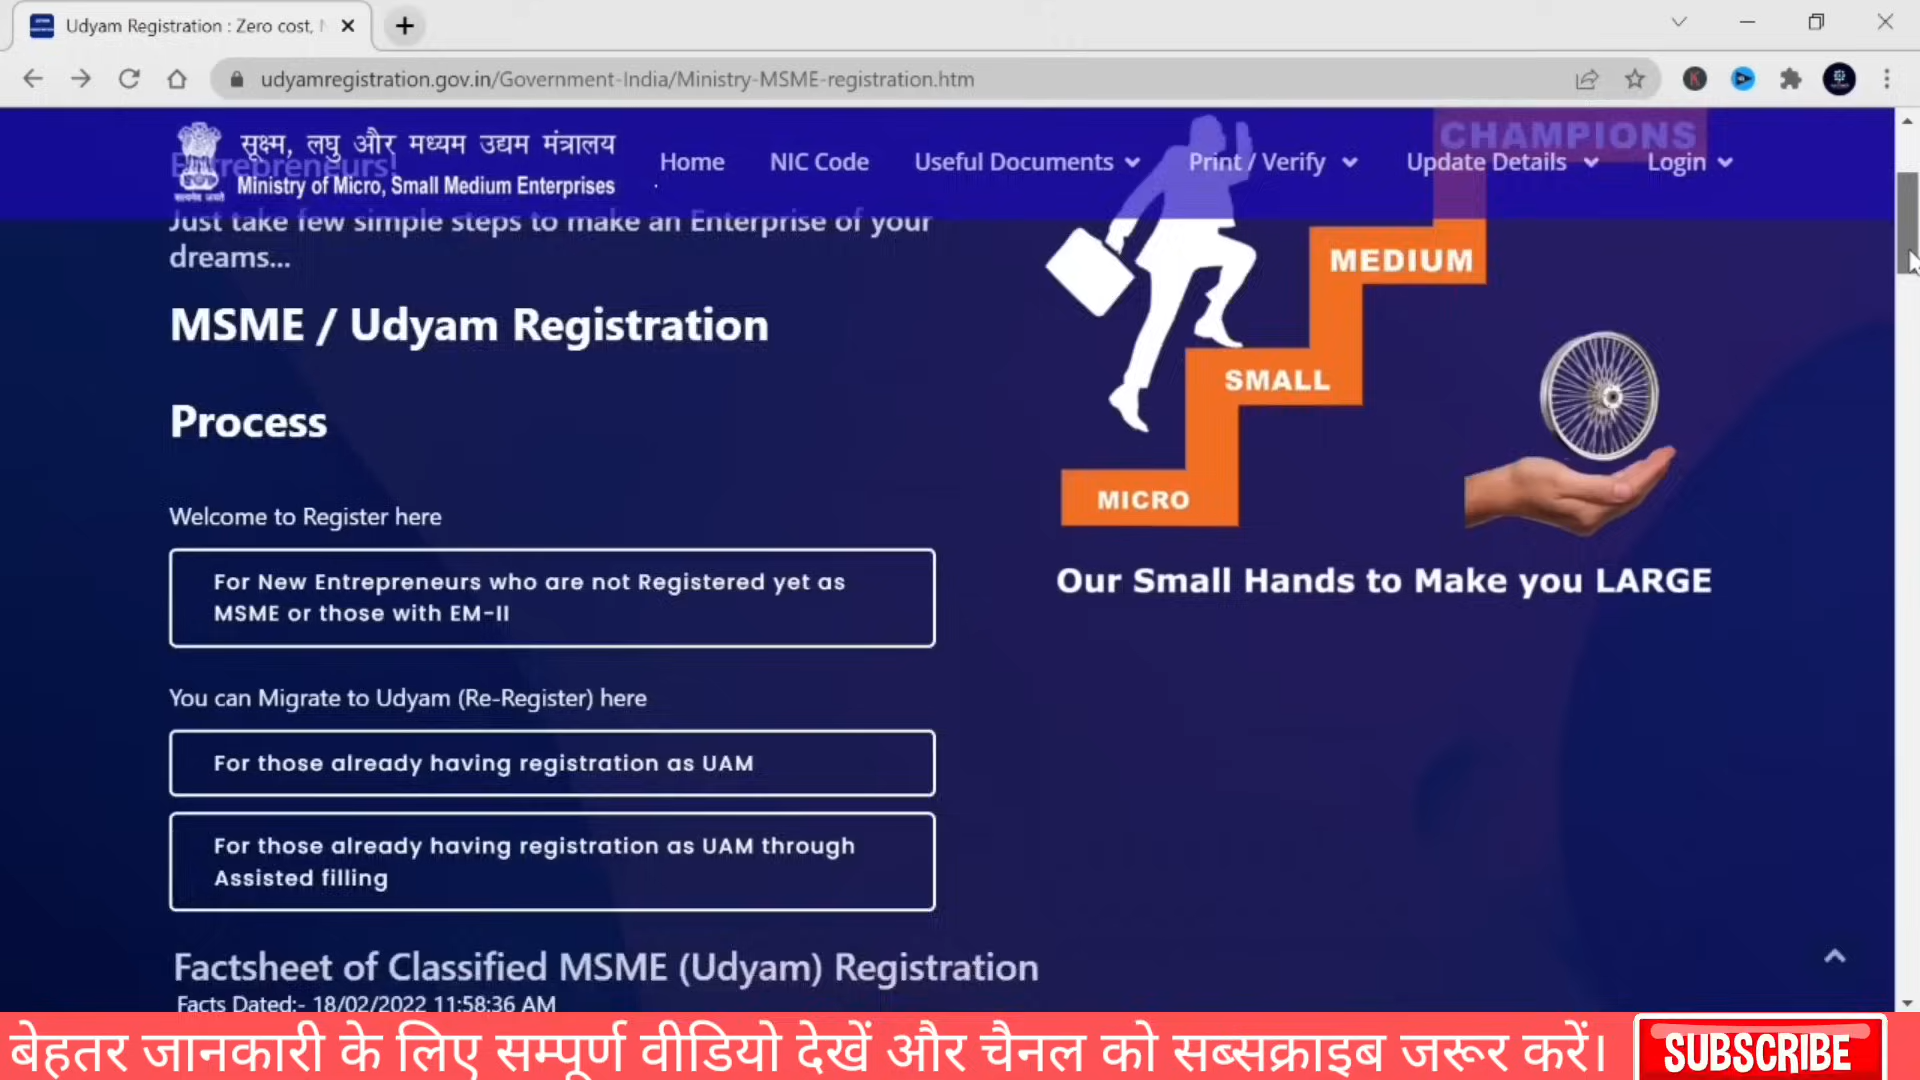 Udyam Registration : Zero cost,
udyamregistration.gov.in/Government-India/Ministry-MSME-registration.htm
सूक्ष्म, लघु और मध्यम उद्यम मंत्रालय
Ministry of Micro, Small Medium Enterprises
सत्यमेव जयते
Home NIC Code Useful Documents Print / Verify Update Details Login
CHAMPIONS
Entrepreneurs!
Just take few simple steps to make an Enterprise of your
dreams...
MSME / Udyam Registration
Process
Welcome to Register here
For New Entrepreneurs who are not Registered yet as
MSME or those with EM-II
You can Migrate to Udyam (Re-Register) here
For those already having registration as UAM
For those already having registration as UAM through
Assisted filling
MEDIUM
SMALL
MICRO
Our Small Hands to Make you LARGE
Factsheet of Classified MSME (Udyam) Registration
Facts Dated:- 18/02/2022 11:58:36 AM
बेहतर जानकारी के लिए सम्पूर्ण वीडियो देखें और चैनल को सब्सक्राइब जरूर करें।
SUBSCRIBE